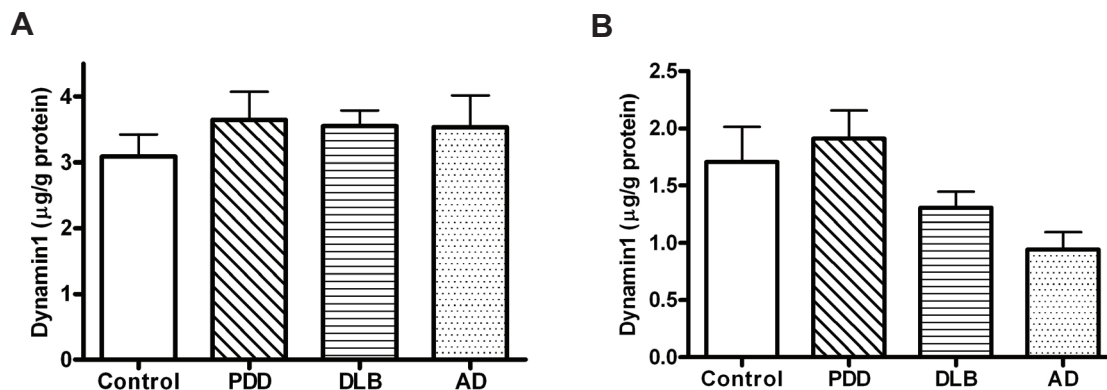 A
Dynamin1 (µg/g protein)
4
3
2
1
0
Control PDD DLB AD
B
Dynamin1 (µg/g protein)
2.5
2.0
1.5
1.0
0.5
0.0
Control PDD DLB AD